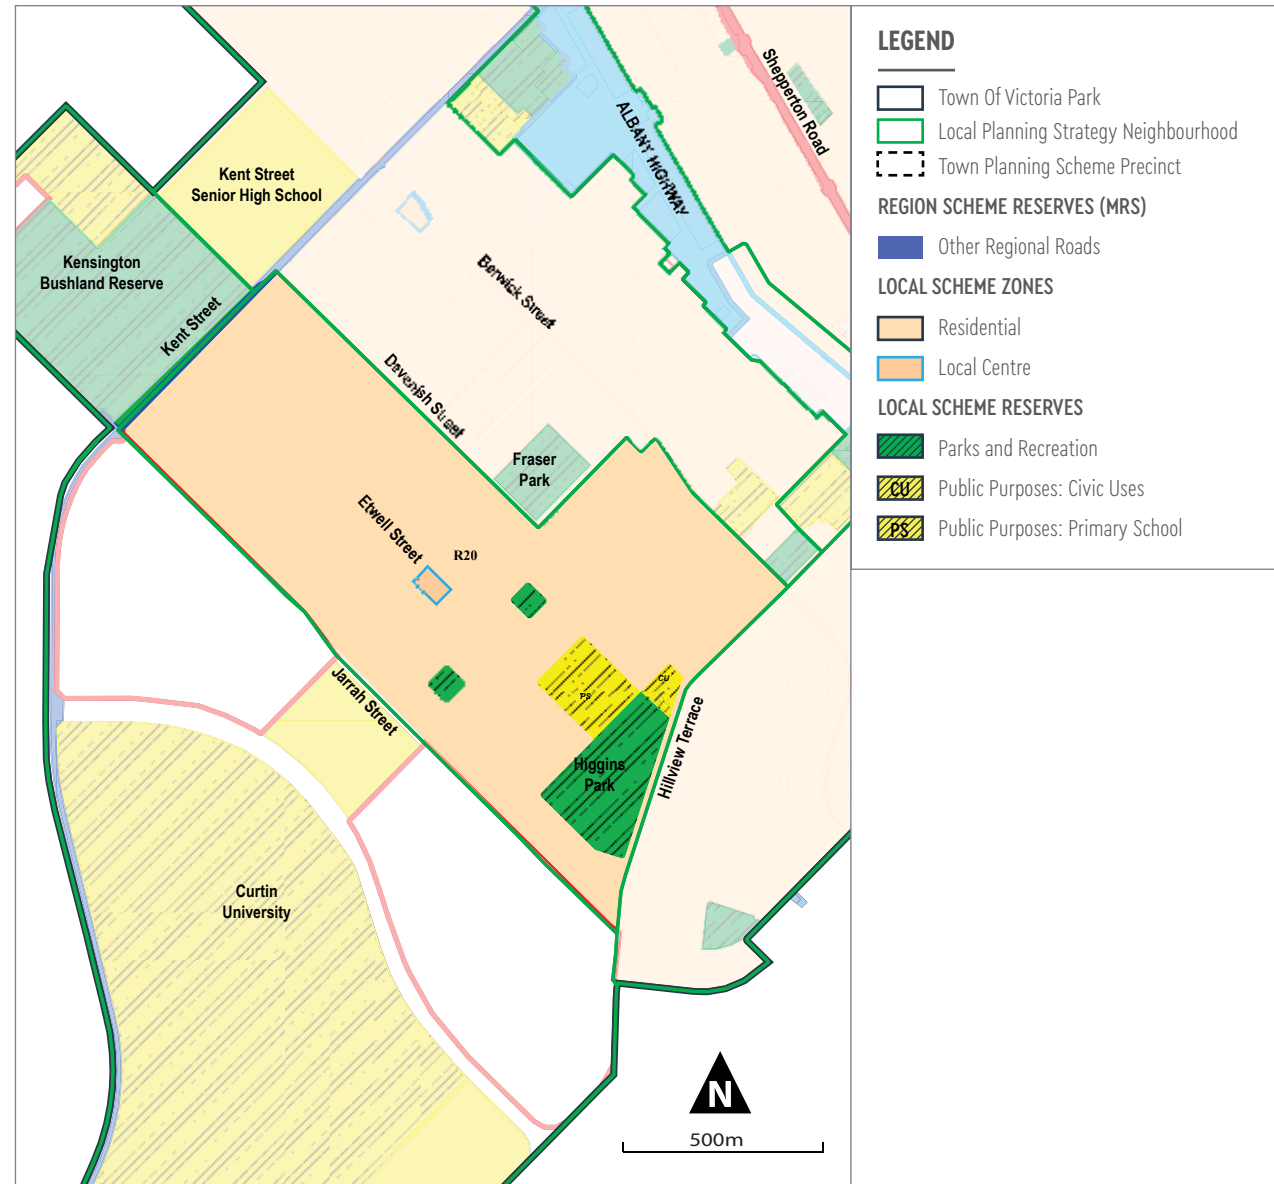 Shepperton Road
ALBANY HIGHWAY
Kent Street
Senior High School
Kensington
Bushland Reserve
Kent Street
Berwick Street
Devenish Street
Fraser
Park
Etwell Street
R20
PS
CU
Jarrah Street
Higgins
Park
Hillview Terrace
Curtin
University
N
500m
LEGEND
Town Of Victoria Park
Local Planning Strategy Neighbourhood
Town Planning Scheme Precinct
REGION SCHEME RESERVES (MRS)
Other Regional Roads
LOCAL SCHEME ZONES
Residential
Local Centre
LOCAL SCHEME RESERVES
Parks and Recreation
CU Public Purposes: Civic Uses
PS Public Purposes: Primary School